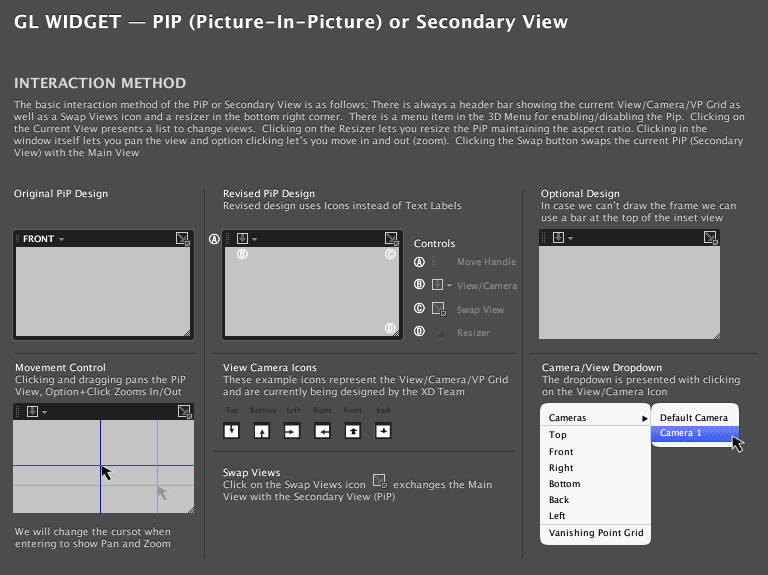 GL WIDGET — PIP (Picture-In-Picture) or Secondary View
INTERACTION METHOD
The basic interaction method of the PiP or Secondary View is as follows; There is always a header bar showing the current View/Camera/VP Grid as
well as a Swap Views icon and a resizer in the bottom right corner.  There is a menu item in the 3D Menu for enabling/disabling the Pip.  Clicking on
the Current View presents a list to change views.  Clicking on the Resizer lets you resize the PiP maintaining the aspect ratio. Clicking in the
window itself lets you pan the view and option clicking let's you move in and out (zoom).  Clicking the Swap button swaps the current PiP (Secondary
View) with the Main View
Original PiP Design
FRONT
Revised PiP Design
Revised design uses Icons instead of Text Labels
A
B
C
D
Controls
A Move Handle
B View/Camera
C Swap View
D Resizer
Optional Design
In case we can't draw the frame we can
use a bar at the top of the inset view
Movement Control
Clicking and dragging pans the PiP
View, Option+Click Zooms In/Out
We will change the cursot when
entering to show Pan and Zoom
View Camera Icons
These example icons represent the View/Camera/VP Grid
and are currently being designed by the XD Team
Top Bottom Left Right Front Back
Swap Views
Click on the Swap Views icon exchanges the Main
View with the Secondary View (PiP)
Camera/View Dropdown
The dropdown is presented with clicking
on the View/Camera Icon
Cameras
Top
Front
Right
Bottom
Back
Left
Vanishing Point Grid
Default Camera
Camera 1